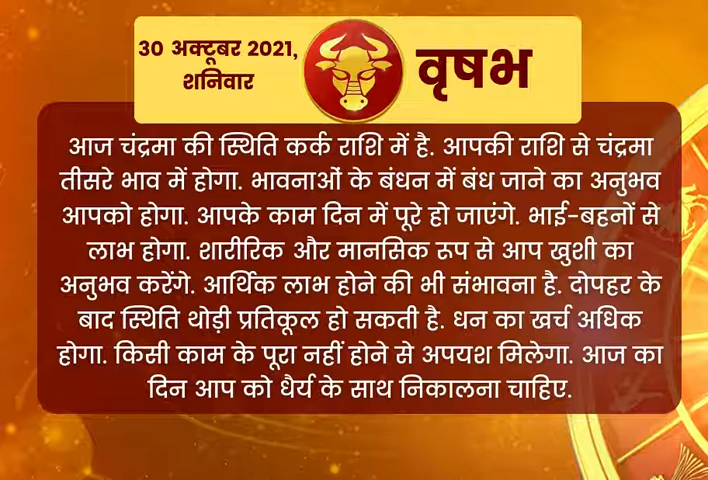 30 अक्टूबर 2021,
शनिवार
वृषभ
आज चंद्रमा की स्थिति कर्क राशि में है. आपकी राशि से चंद्रमा
तीसरे भाव में होगा. भावनाओं के बंधन में बंध जाने का अनुभव
आपको होगा. आपके काम दिन में पूरे हो जाएंगे. भाई-बहनों से
लाभ होगा. शारीरिक और मानसिक रूप से आप खुशी का
अनुभव करेंगे. आर्थिक लाभ होने की भी संभावना है. दोपहर के
बाद स्थिति थोड़ी प्रतिकूल हो सकती है. धन का खर्च अधिक
होगा. किसी काम के पूरा नहीं होने से अपयश मिलेगा. आज का
दिन आप को धैर्य के साथ निकालना चाहिए.